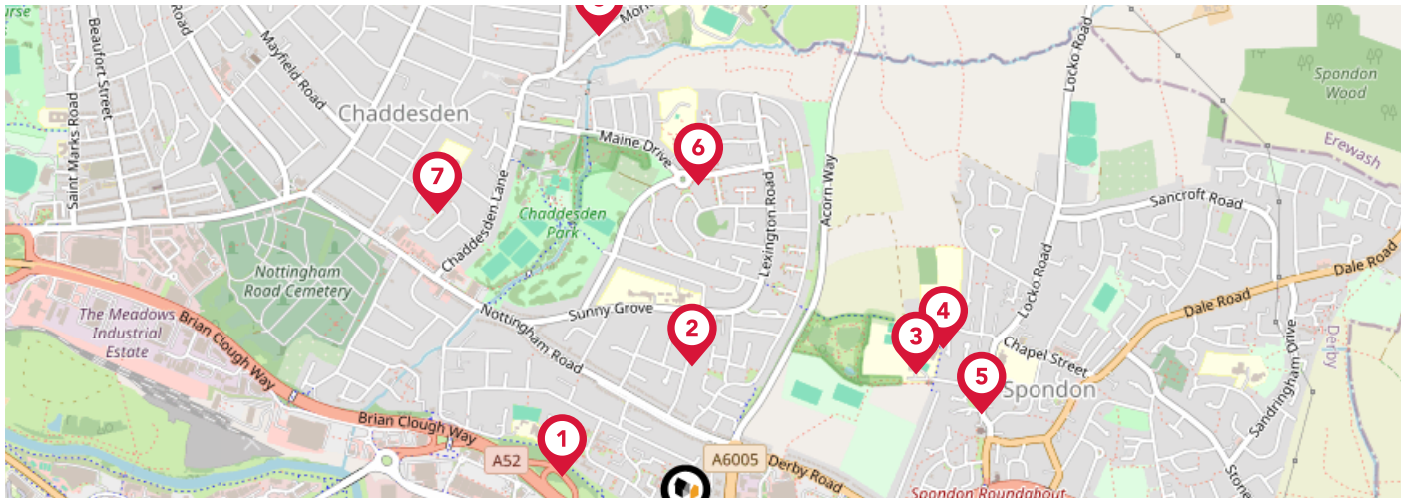 urse
Road
Mayfield Road
Beaufort Street
Saint Marks Road
Chaddesden
Maine Drive
6
7
Chaddesden Lane
Chaddesden
Park
Lexington Road
Acorn Way
Locko Road
Spondon
Wood
Erewash
Sancroft Road
Dale Road
Dale Road
Locko Road
Nottingham
Road Cemetery
The Meadows
Industrial
Estate
Brian Clough Way
Nottingham Road
Sunny Grove
2
4
3
5
Chapel Street
Spondon
Sandringham Drive
Derby
Brian Clough Way
1
A52
A6005
Derby Road
Spondon Roundabout